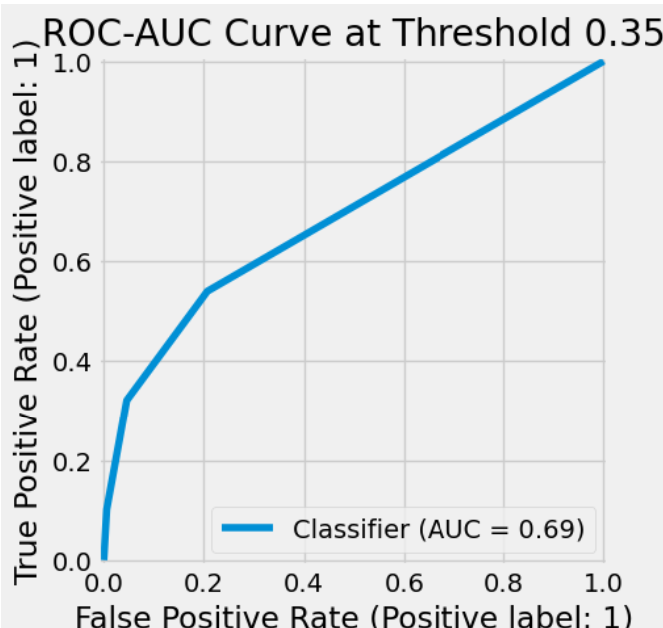 ROC-AUC Curve at Threshold 0.35
True Positive Rate (Positive label: 1)
1.0
0.8
0.6
0.4
0.2
0.0
Classifier (AUC = 0.69)
0.0 0.2 0.4 0.6 0.8 1.0
False Positive Rate (Positive label: 1)